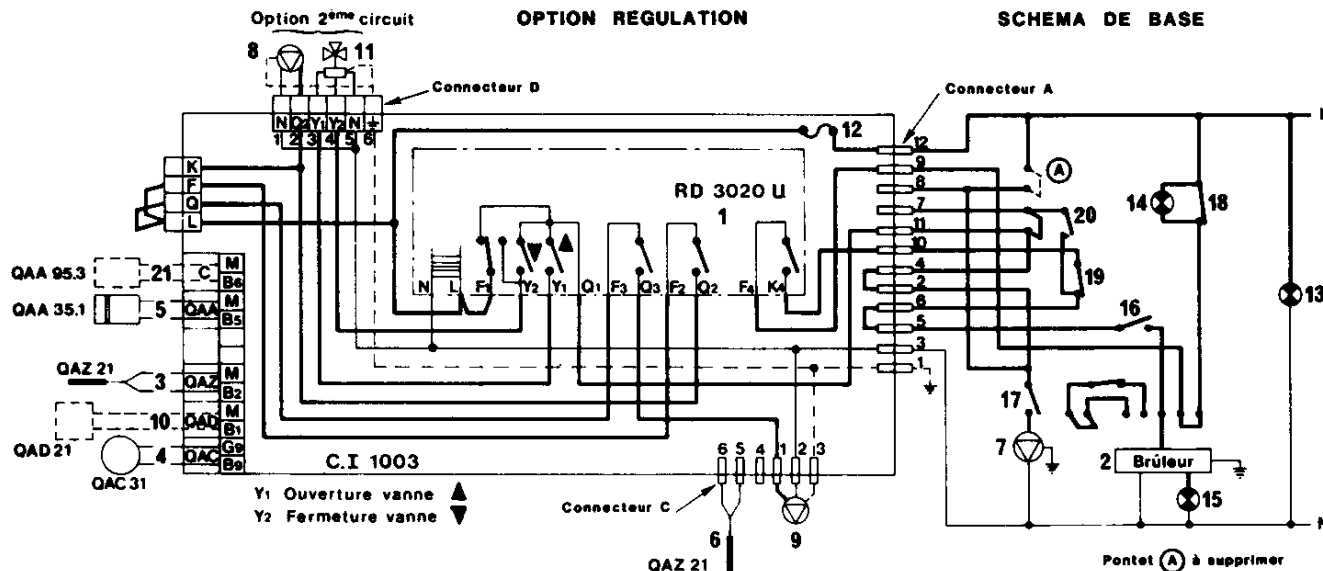 Option 2ème circuit
OPTION REGULATION
SCHEMA DE BASE
8
11
Connecteur D
Connecteur A
N Q2 Y1 Y2 N
1 2 3 4 5 6
12
12
9
8
7
11
10
4
2
6
5
3
1
K
F
Q
L
RD 3020 U
1
A
14
18
20
19
13
16
17
7
QAA 95.3
21
C
M
B6
QAA 35.1
5
QAA
M
B5
QAZ 21
3
QAZ
M
B2
QAD 21
10
QAD
M
B1
QAC 31
4
QAC
G9
B9
N L F1 Y2 Y1 Q1 F3 Q3 F2 Q2 F4 K4
C.I 1003
Y1 Ouverture vanne
Y2 Fermeture vanne
6 5 4 1 2 3
Connecteur C
6
QAZ 21
9
2
Brûleur
15
N
Pontet A à supprimer